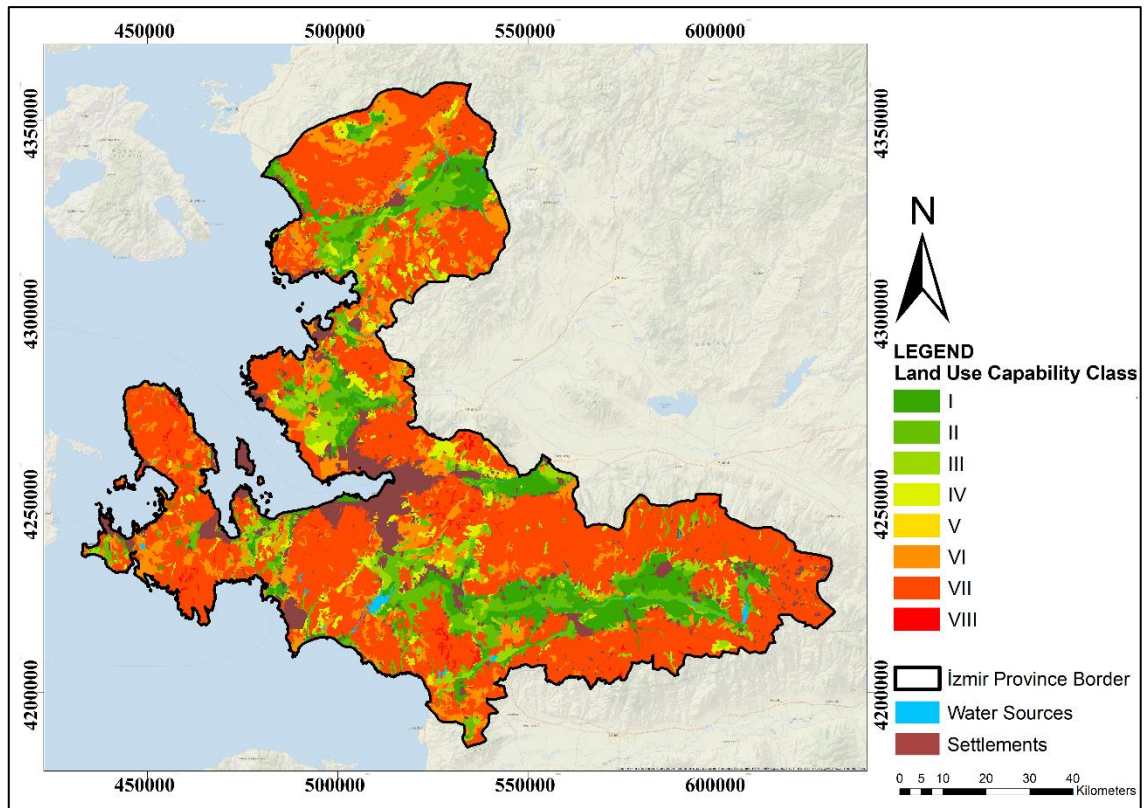 450000 500000 550000 600000
4350000 4350000
4300000 4300000
4250000 4250000
4200000 4200000
450000 500000 550000 600000
N
LEGEND
Land Use Capability Class
I
II
III
IV
V
VI
VII
VIII
İzmir Province Border
Water Sources
Settlements
0 5 10 20 30 40
Kilometers